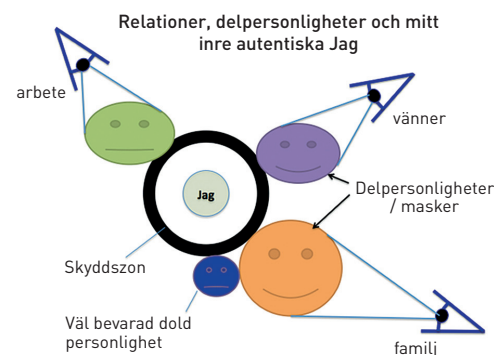 Relationer, delpersonligheter och mitt
inre autentiska Jag
arbete
vänner
Jag
Delpersonligheter
/ masker
Skyddszon
Väl bevarad dold
personlighet
familj